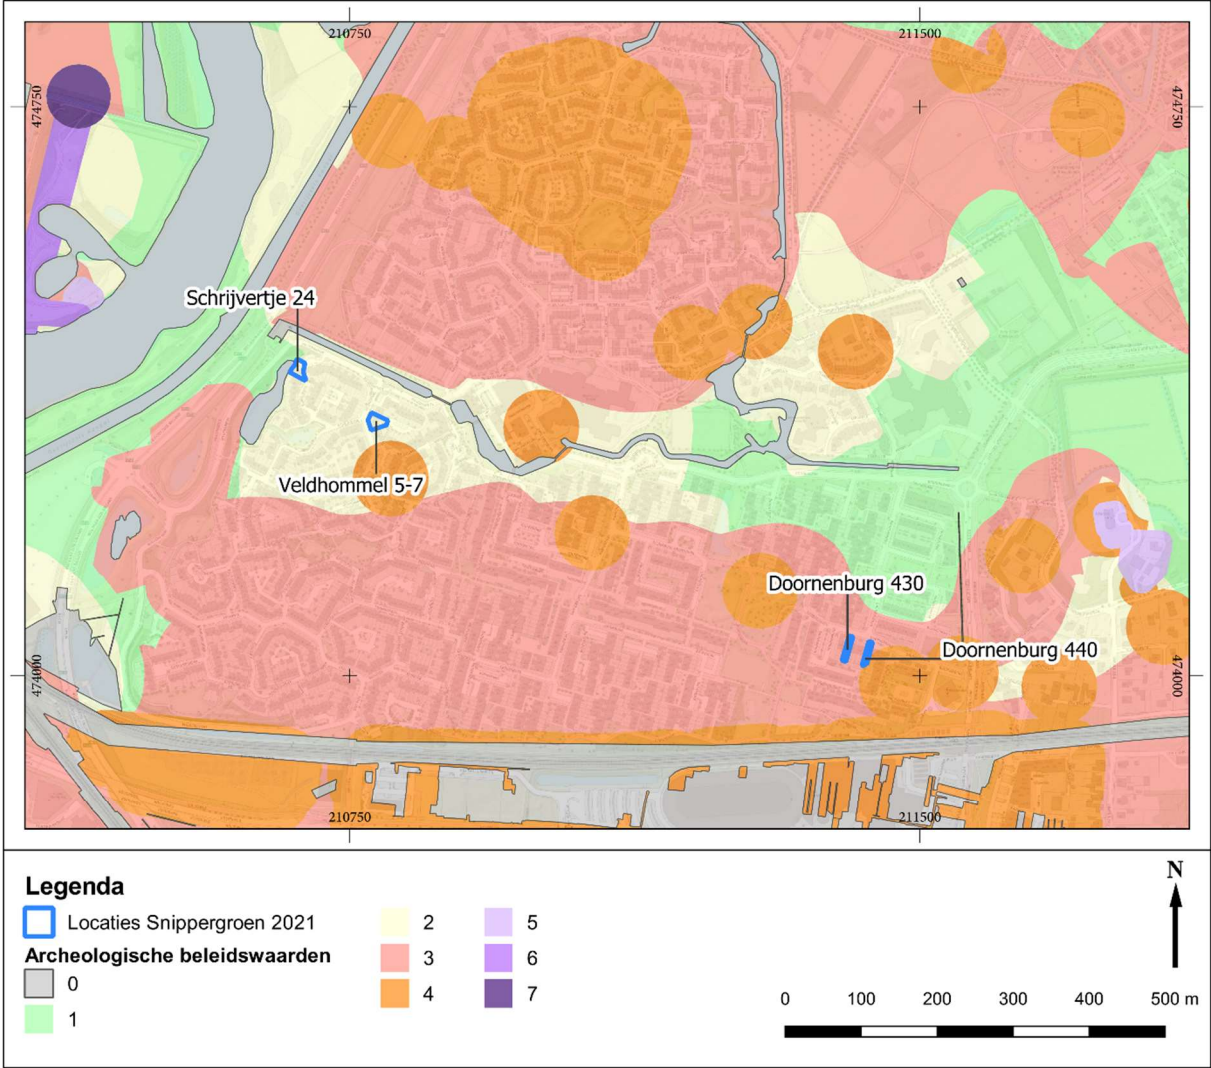 210750
211500
474750
474750
Schrijvertje 24
Veldhommel 5-7
Doornenburg 430
Doornenburg 440
474000
474000
210750
211500
Legenda
Locaties Snippergroen 2021
Archeologische beleidswaarden
0
1
2
3
4
5
6
7
N
0 100 200 300 400 500 m